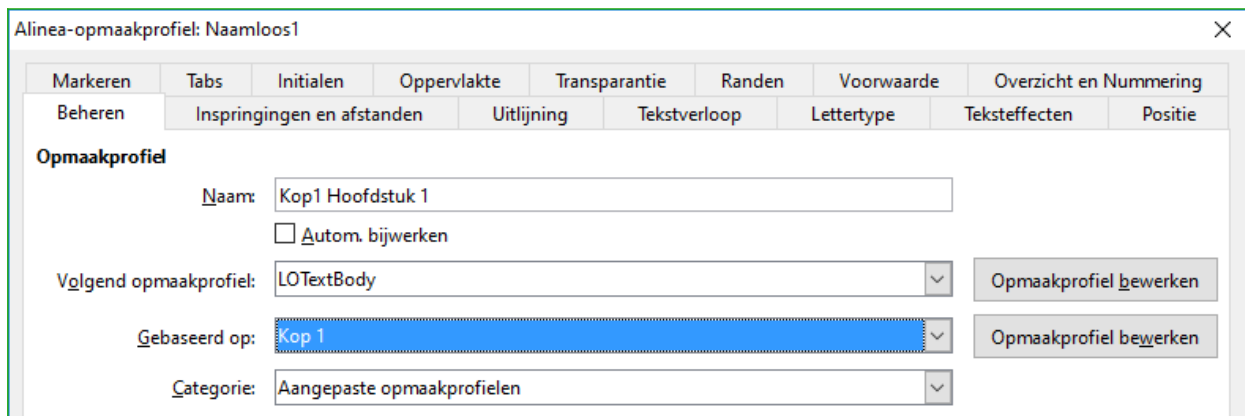 Alinea-opmaakprofiel: Naamloos1
Markeren Tabs Initialen Oppervlakte Transparantie Randen Voorwaarde Overzicht en Nummering
Beheren Inspringingen en afstanden Uitlijning Tekstverloop Lettertype Teksteffecten Positie
Opmaakprofiel
Naam: Kop1 Hoofdstuk 1
Autom. bijwerken
Volgend opmaakprofiel: LOTextBody Opmaakprofiel bewerken
Gebaseerd op: Kop 1 Opmaakprofiel bewerken
Categorie: Aangepaste opmaakprofielen